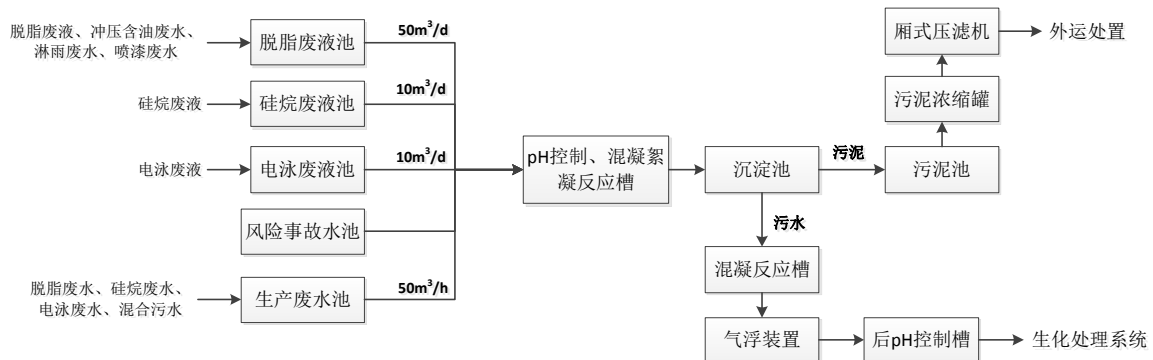 脱脂废液、冲压含油废水、
淋雨废水、喷漆废水
脱脂废液池
50m³/d
硅烷废液
硅烷废液池
10m³/d
电泳废液
电泳废液池
10m³/d
风险事故水池
脱脂废水、硅烷废水、
电泳废水、混合污水
生产废水池
50m³/h
pH控制、混凝絮
凝反应槽
沉淀池
污泥
污泥池
污泥浓缩罐
厢式压滤机
外运处置
污水
混凝反应槽
气浮装置
后pH控制槽
生化处理系统